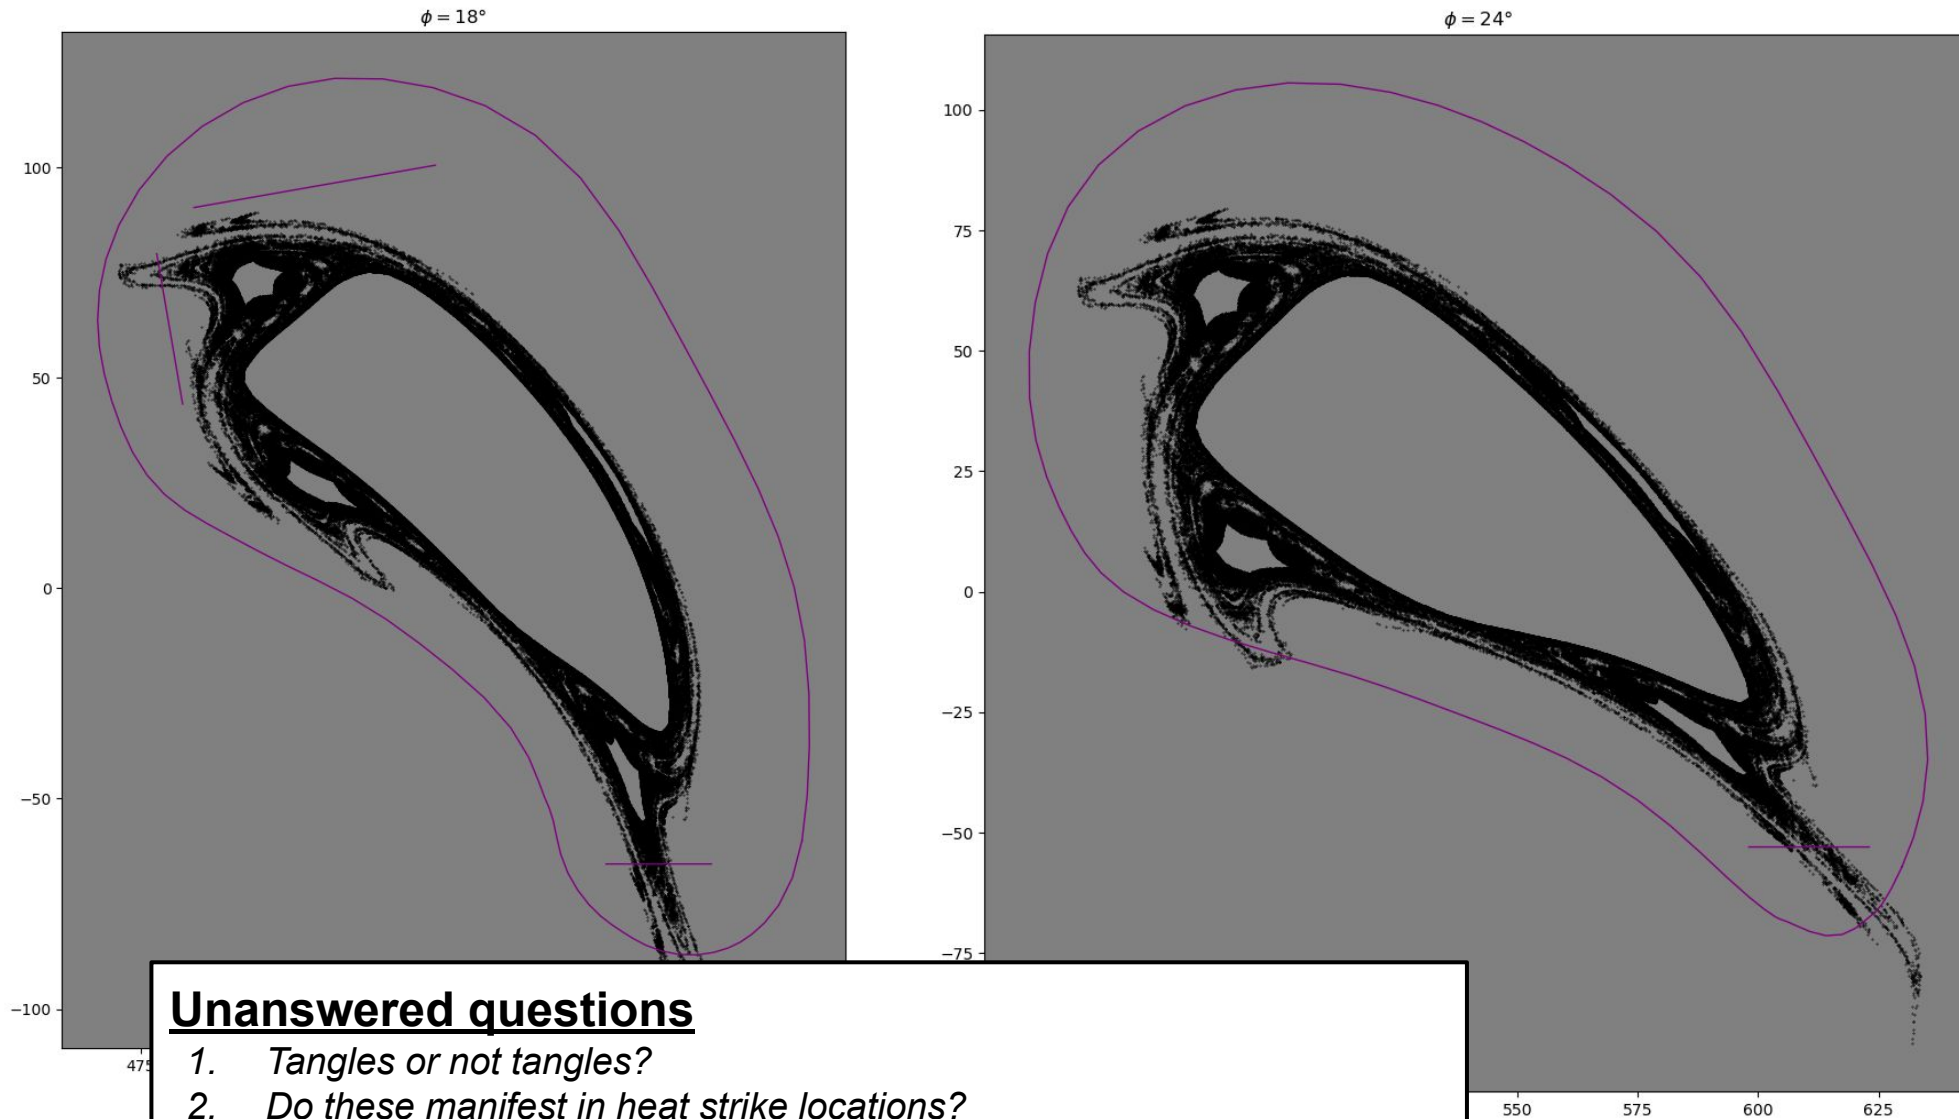 ϕ = 18°
ϕ = 24°
100
50
0
−50
−100
475
100
75
50
25
0
−25
−50
−75
550 575 600 625
Unanswered questions
1. Tangles or not tangles?
2. Do these manifest in heat strike locations?